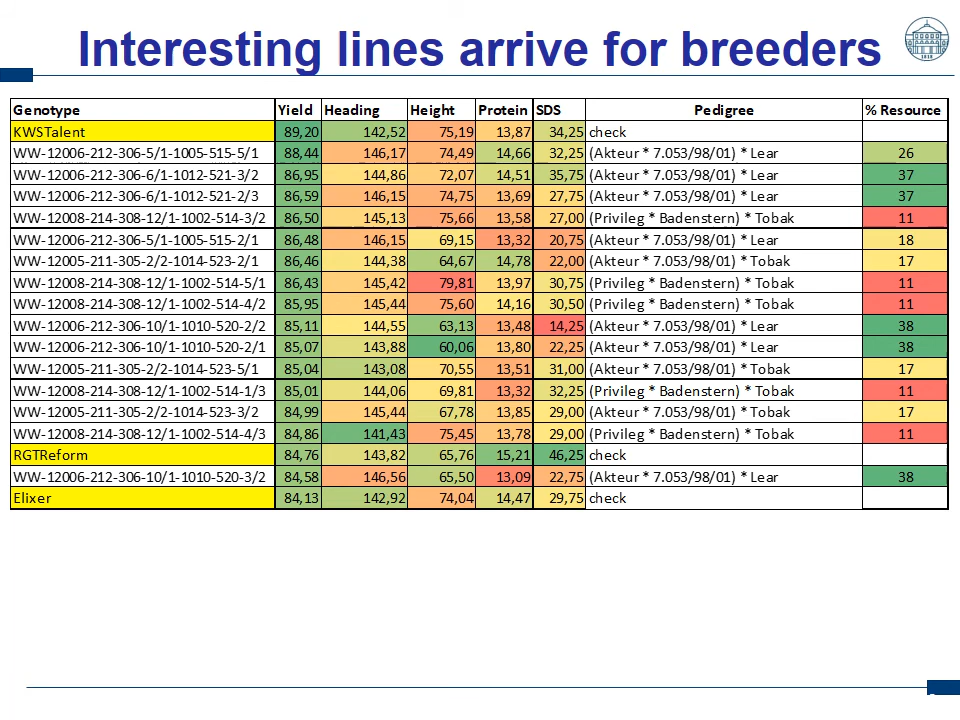 Interesting lines arrive for breeders
Genotype Yield Heading Height Protein SDS Pedigree % Resource
KWSTalent 89,20 142,52 75,19 13,87 34,25 check
WW-12006-212-306-5/1-1005-515-5/1 88,44 146,17 74,49 14,66 32,25 (Akteur * 7.053/98/01) * Lear 26
WW-12006-212-306-6/1-1012-521-3/2 86,95 144,86 72,07 14,51 35,75 (Akteur * 7.053/98/01) * Lear 37
WW-12006-212-306-6/1-1012-521-2/3 86,59 146,15 74,75 13,69 27,75 (Akteur * 7.053/98/01) * Lear 37
WW-12008-214-308-12/1-1002-514-3/2 86,50 145,13 75,66 13,58 27,00 (Privileg * Badenstern) * Tobak 11
WW-12006-212-306-5/1-1005-515-2/1 86,48 146,15 69,15 13,32 20,75 (Akteur * 7.053/98/01) * Lear 18
WW-12005-211-305-2/2-1014-523-2/1 86,46 144,38 64,67 14,78 22,00 (Akteur * 7.053/98/01) * Tobak 17
WW-12008-214-308-12/1-1002-514-5/1 86,43 145,42 79,81 13,97 30,75 (Privileg * Badenstern) * Tobak 11
WW-12008-214-308-12/1-1002-514-4/2 85,95 145,44 75,60 14,16 30,50 (Privileg * Badenstern) * Tobak 11
WW-12006-212-306-10/1-1010-520-2/2 85,11 144,55 63,13 13,48 14,25 (Akteur * 7.053/98/01) * Lear 38
WW-12006-212-306-10/1-1010-520-2/1 85,07 143,88 60,06 13,80 22,25 (Akteur * 7.053/98/01) * Lear 38
WW-12005-211-305-2/2-1014-523-5/1 85,04 143,08 70,55 13,51 31,00 (Akteur * 7.053/98/01) * Tobak 17
WW-12008-214-308-12/1-1002-514-1/3 85,01 144,06 69,81 13,32 32,25 (Privileg * Badenstern) * Tobak 11
WW-12005-211-305-2/2-1014-523-3/2 84,99 145,44 67,78 13,85 29,00 (Akteur * 7.053/98/01) * Tobak 17
WW-12008-214-308-12/1-1002-514-4/3 84,86 141,43 75,45 13,78 29,00 (Privileg * Badenstern) * Tobak 11
RGTReform 84,76 143,82 65,76 15,21 46,25 check
WW-12006-212-306-10/1-1010-520-3/2 84,58 146,56 65,50 13,09 22,75 (Akteur * 7.053/98/01) * Lear 38
Elixer 84,13 142,92 74,04 14,47 29,75 check